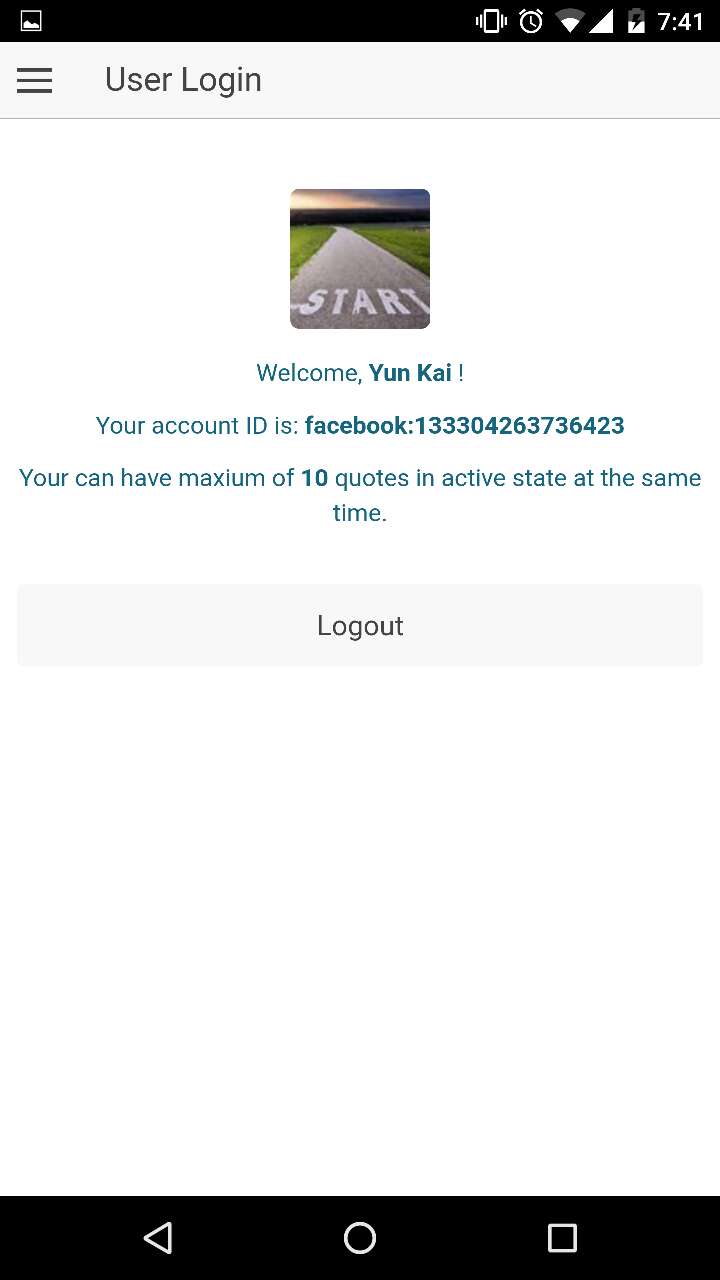 7:41
User Login
START
Welcome, Yun Kai !
Your account ID is: facebook:133304263736423
Your can have maxium of 10 quotes in active state at the same
time.
Logout